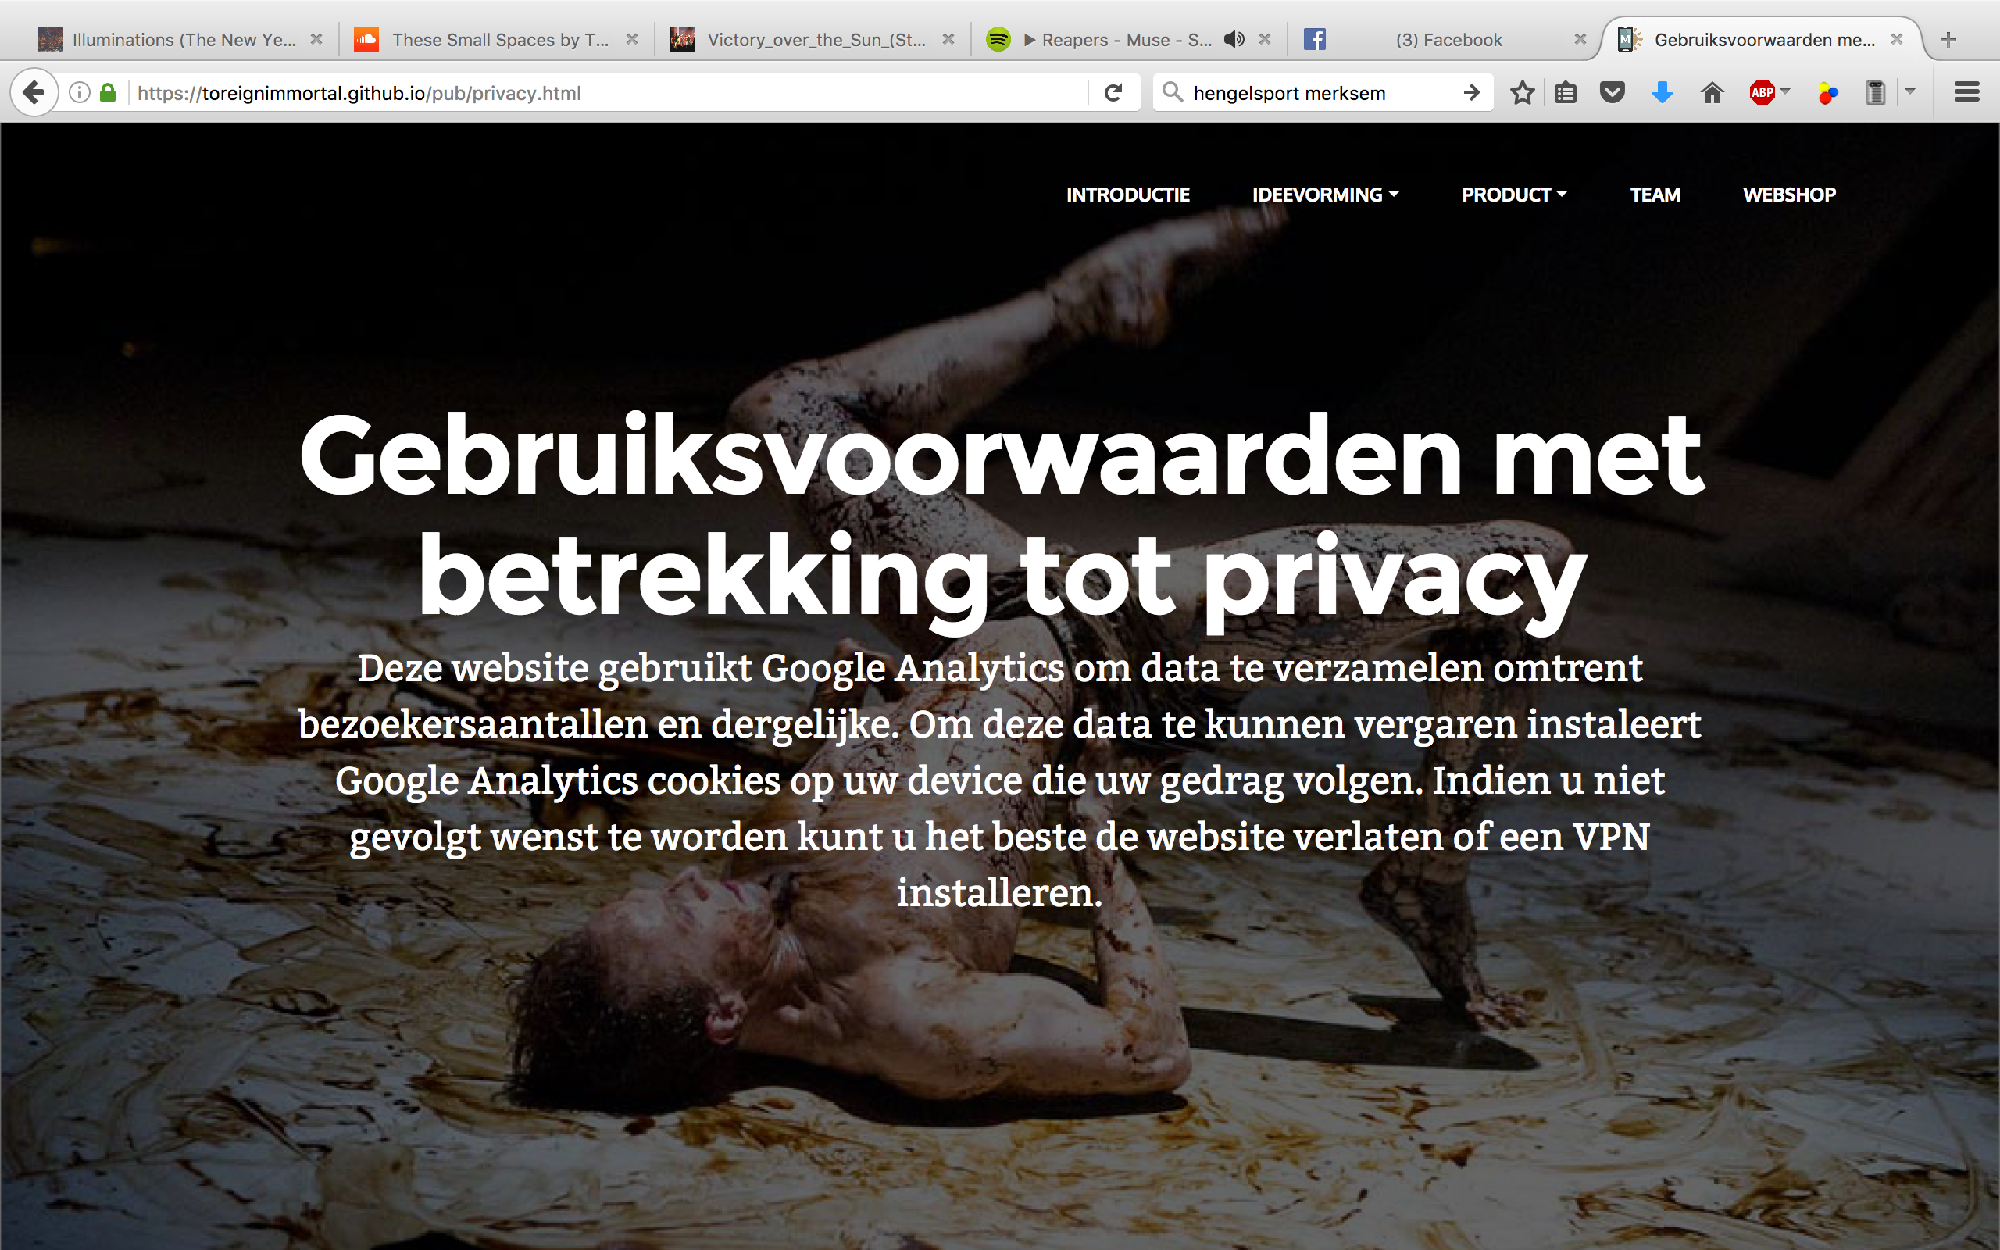 Illuminations (The New Ye...
These Small Spaces by T...
Victory_over_the_Sun_(St...
Reapers - Muse - S...
(3) Facebook
Gebruiksvoorwaarden me...
https://toreignimmortal.github.io/pub/privacy.html
hengelsport merksem
ABP
INTRODUCTIE IDEEVORMING PRODUCT TEAM WEBSHOP
Gebruiksvoorwaarden met
betrekking tot privacy
Deze website gebruikt Google Analytics om data te verzamelen omtrent
bezoekersaantallen en dergelijke. Om deze data te kunnen vergaren instaleert
Google Analytics cookies op uw device die uw gedrag volgen. Indien u niet
gevolgt wenst te worden kunt u het beste de website verlaten of een VPN
installeren.